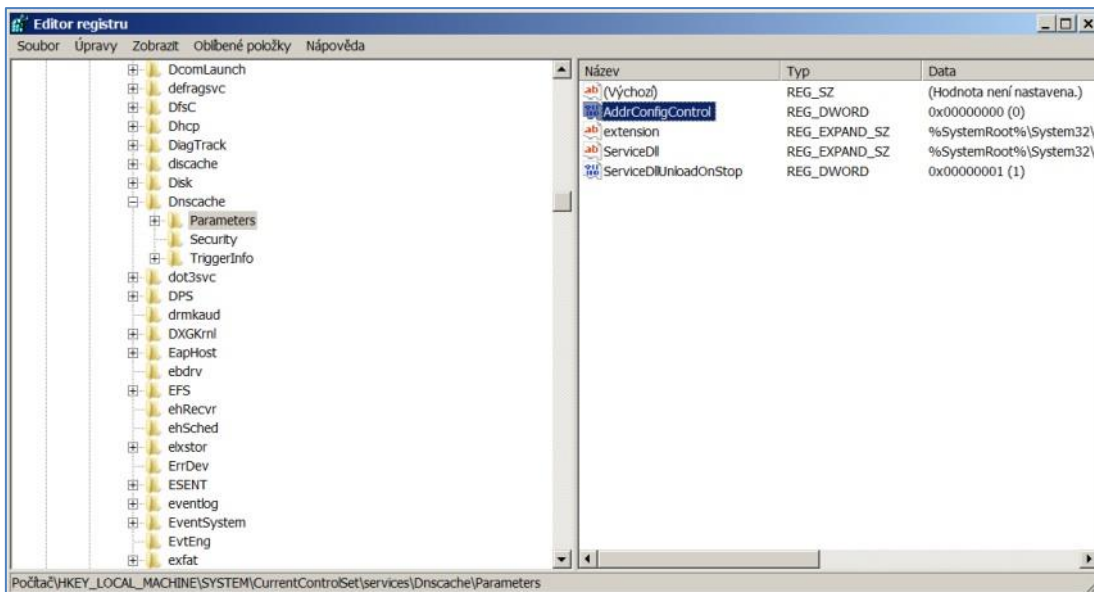 Editor registru
Soubor Úpravy Zobrazit Oblíbené položky Nápověda
DcomLaunch
defragsvc
DfsC
Dhcp
DiagTrack
discache
Disk
Dnscache
Parameters
Security
TriggerInfo
dot3svc
DPS
drmkaud
DXGKrnl
EapHost
ebdrv
EFS
ehRecvr
ehSched
elxstor
ErrDev
ESENT
eventlog
EventSystem
EvtEng
exfat
Název Typ Data
(Výchozí) REG_SZ (Hodnota není nastavena.)
AddrConfigControl REG_DWORD 0x00000000 (0)
extension REG_EXPAND_SZ %SystemRoot%\System32\
ServiceDll REG_EXPAND_SZ %SystemRoot%\System32\
ServiceDllUnloadOnStop REG_DWORD 0x00000001 (1)
Počítač\HKEY_LOCAL_MACHINE\SYSTEM\CurrentControlSet\services\Dnscache\Parameters